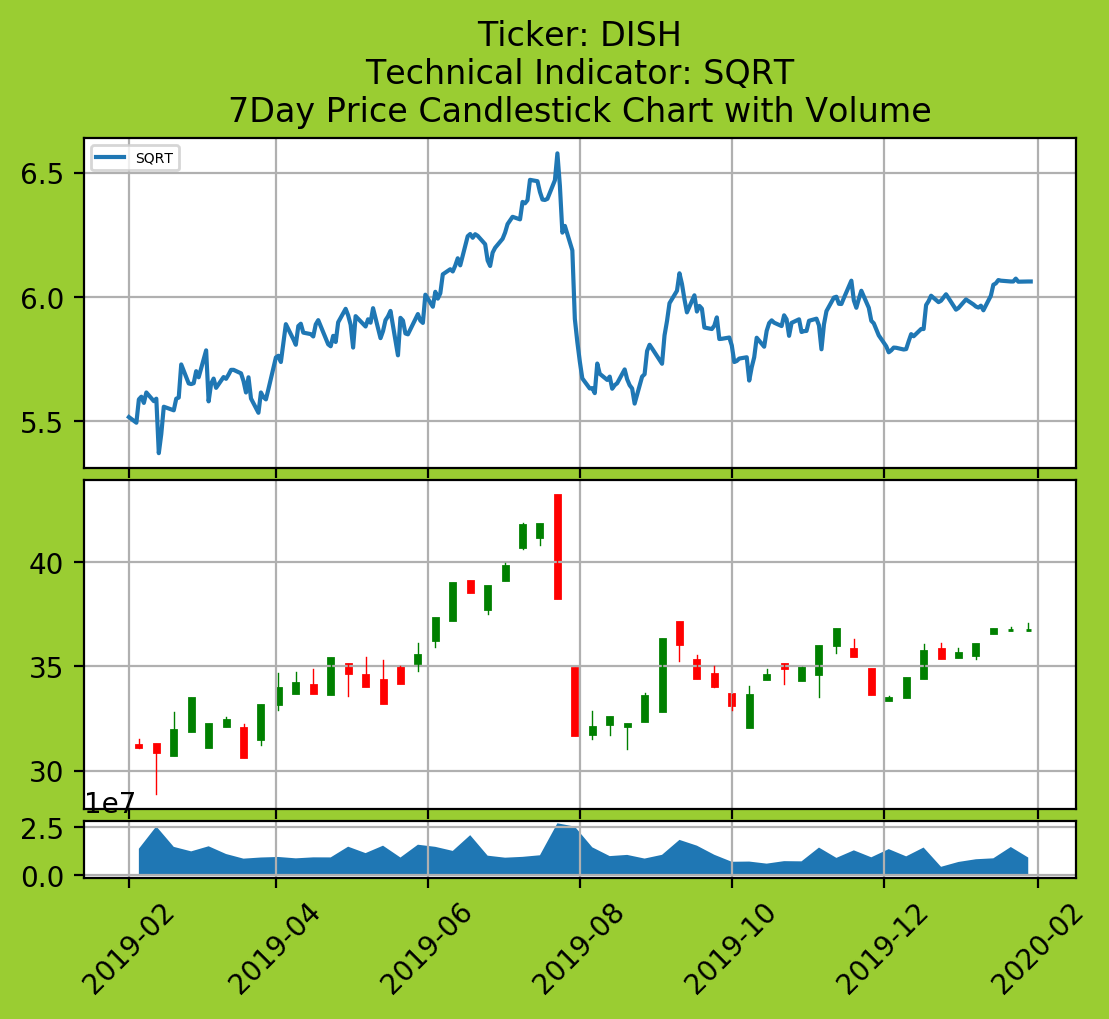 Ticker: DISH
Technical Indicator: SQRT
7Day Price Candlestick Chart with Volume
SQRT
6.5
6.0
5.5
40
35
30
1e7
2.5
0.0
2019-02 2019-04 2019-06 2019-08 2019-10 2019-12 2020-02